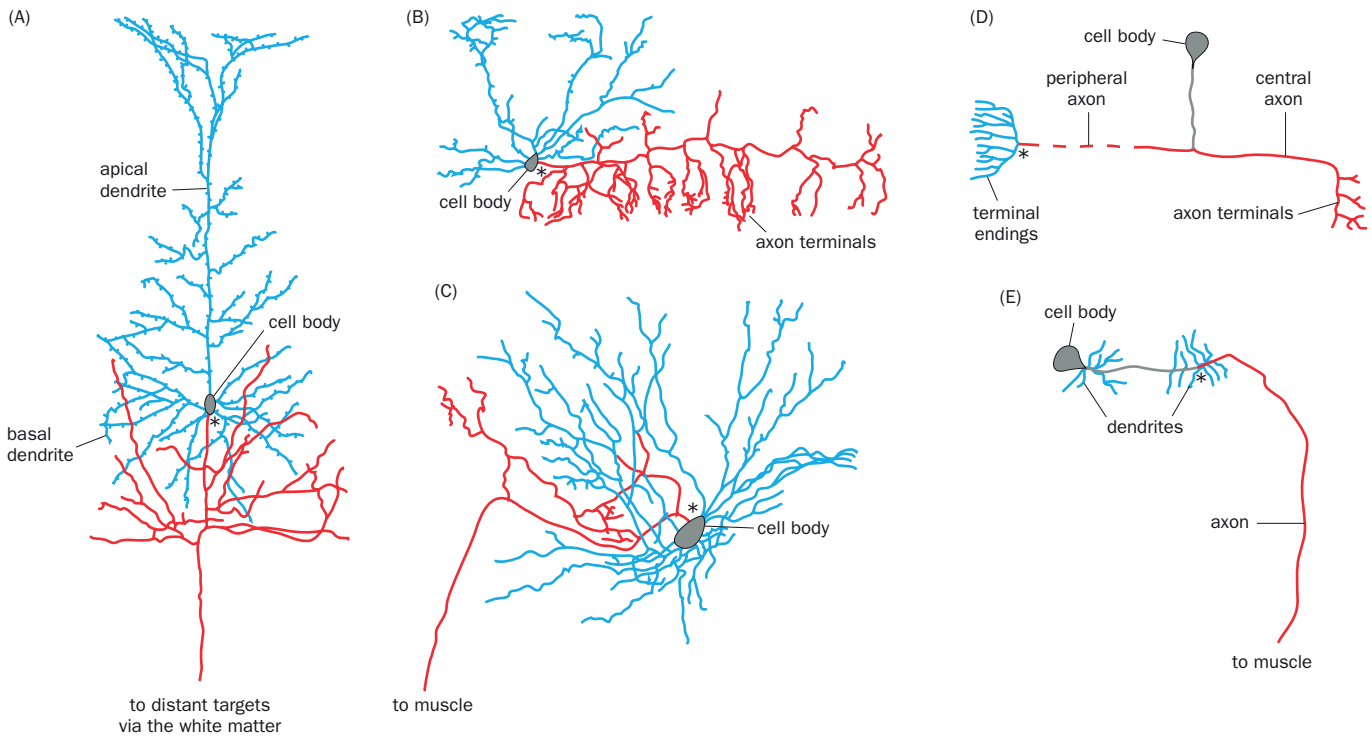 (A)
apical
dendrite
cell body
*
basal
dendrite
to distant targets
via the white matter
(B)
cell body
*
axon terminals
(C)
*
cell body
to muscle
(D)
cell body
peripheral
axon
central
axon
*
terminal
endings
axon terminals
(E)
cell body
*
dendrites
axon
to muscle